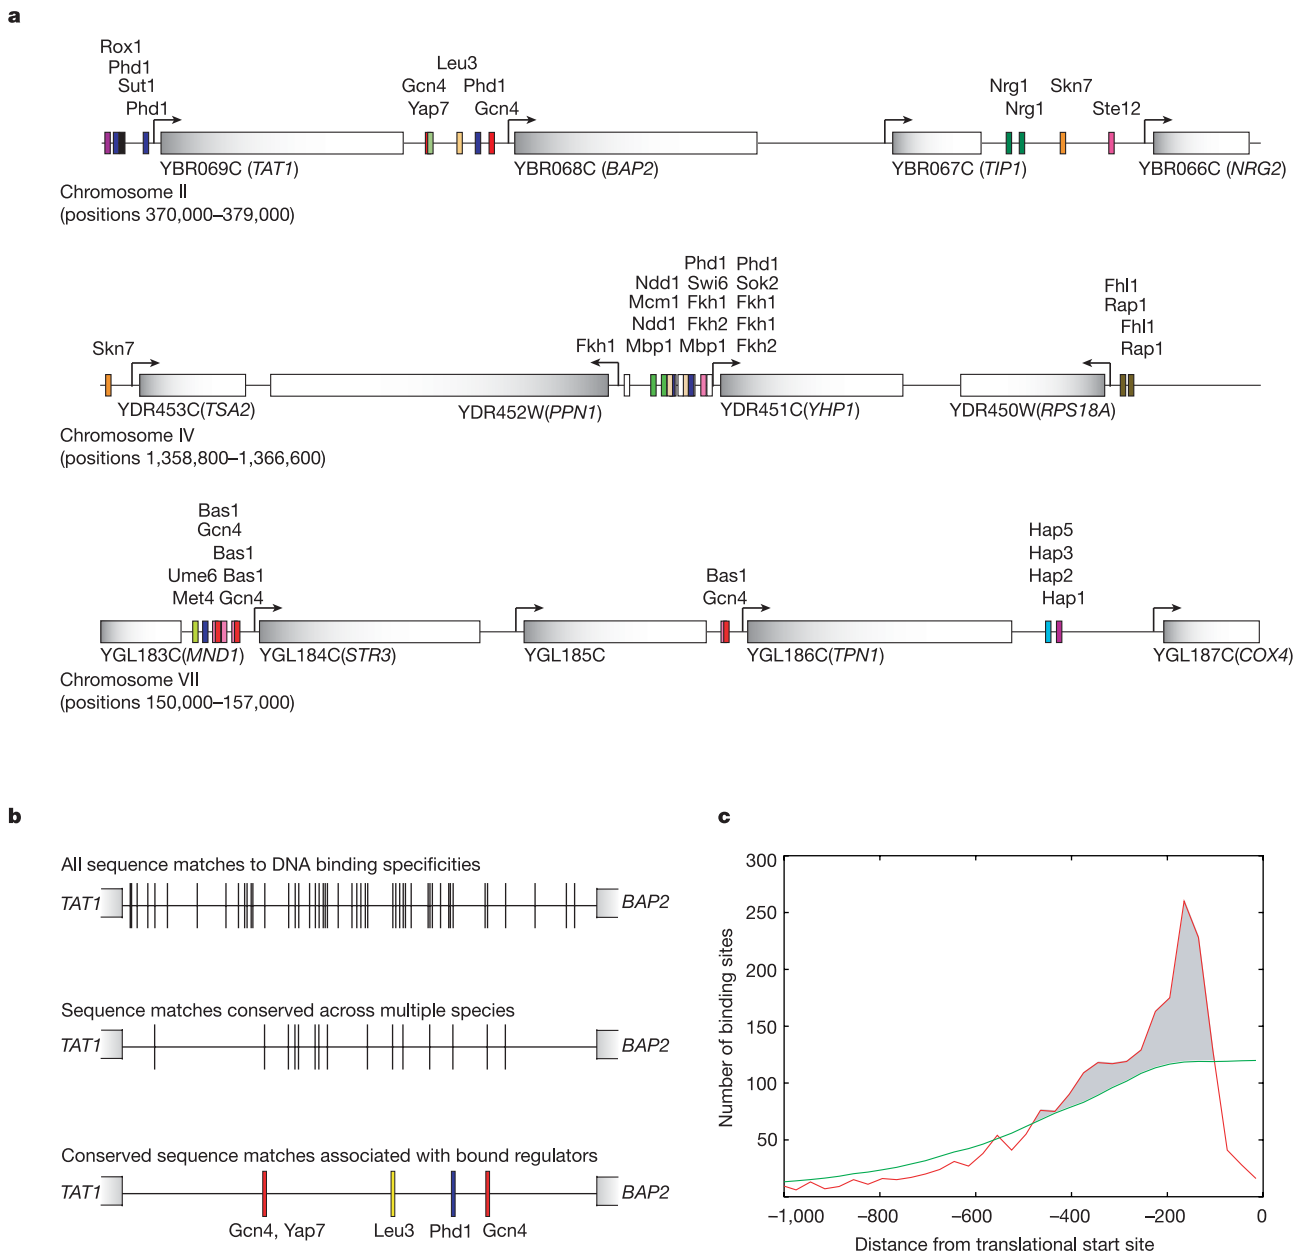 a
Rox1
Phd1
Sut1
Phd1
Gcn4
Yap7
Leu3
Phd1
Gcn4
Nrg1
Nrg1
Skn7
Ste12
YBR069C (TAT1)
YBR068C (BAP2)
YBR067C (TIP1)
YBR066C (NRG2)
Chromosome II
(positions 370,000–379,000)
Skn7
Fkh1
Ndd1
Mcm1
Ndd1
Mbp1
Phd1
Swi6
Fkh1
Fkh2
Mbp1
Phd1
Sok2
Fkh1
Fkh1
Fkh2
Fhl1
Rap1
Fhl1
Rap1
YDR453C(TSA2)
YDR452W(PPN1)
YDR451C(YHP1)
YDR450W(RPS18A)
Chromosome IV
(positions 1,358,800–1,366,600)
Bas1
Gcn4
Bas1
Ume6 Bas1
Met4 Gcn4
Bas1
Gcn4
Hap5
Hap3
Hap2
Hap1
YGL183C(MND1)
YGL184C(STR3)
YGL185C
YGL186C(TPN1)
YGL187C(COX4)
Chromosome VII
(positions 150,000–157,000)
b
All sequence matches to DNA binding specificities
TAT1
BAP2
Sequence matches conserved across multiple species
TAT1
BAP2
Conserved sequence matches associated with bound regulators
TAT1
BAP2
Gcn4, Yap7
Leu3
Phd1
Gcn4
c
Number of binding sites
300
250
200
150
100
50
–1,000
–800
–600
–400
–200
0
Distance from translational start site